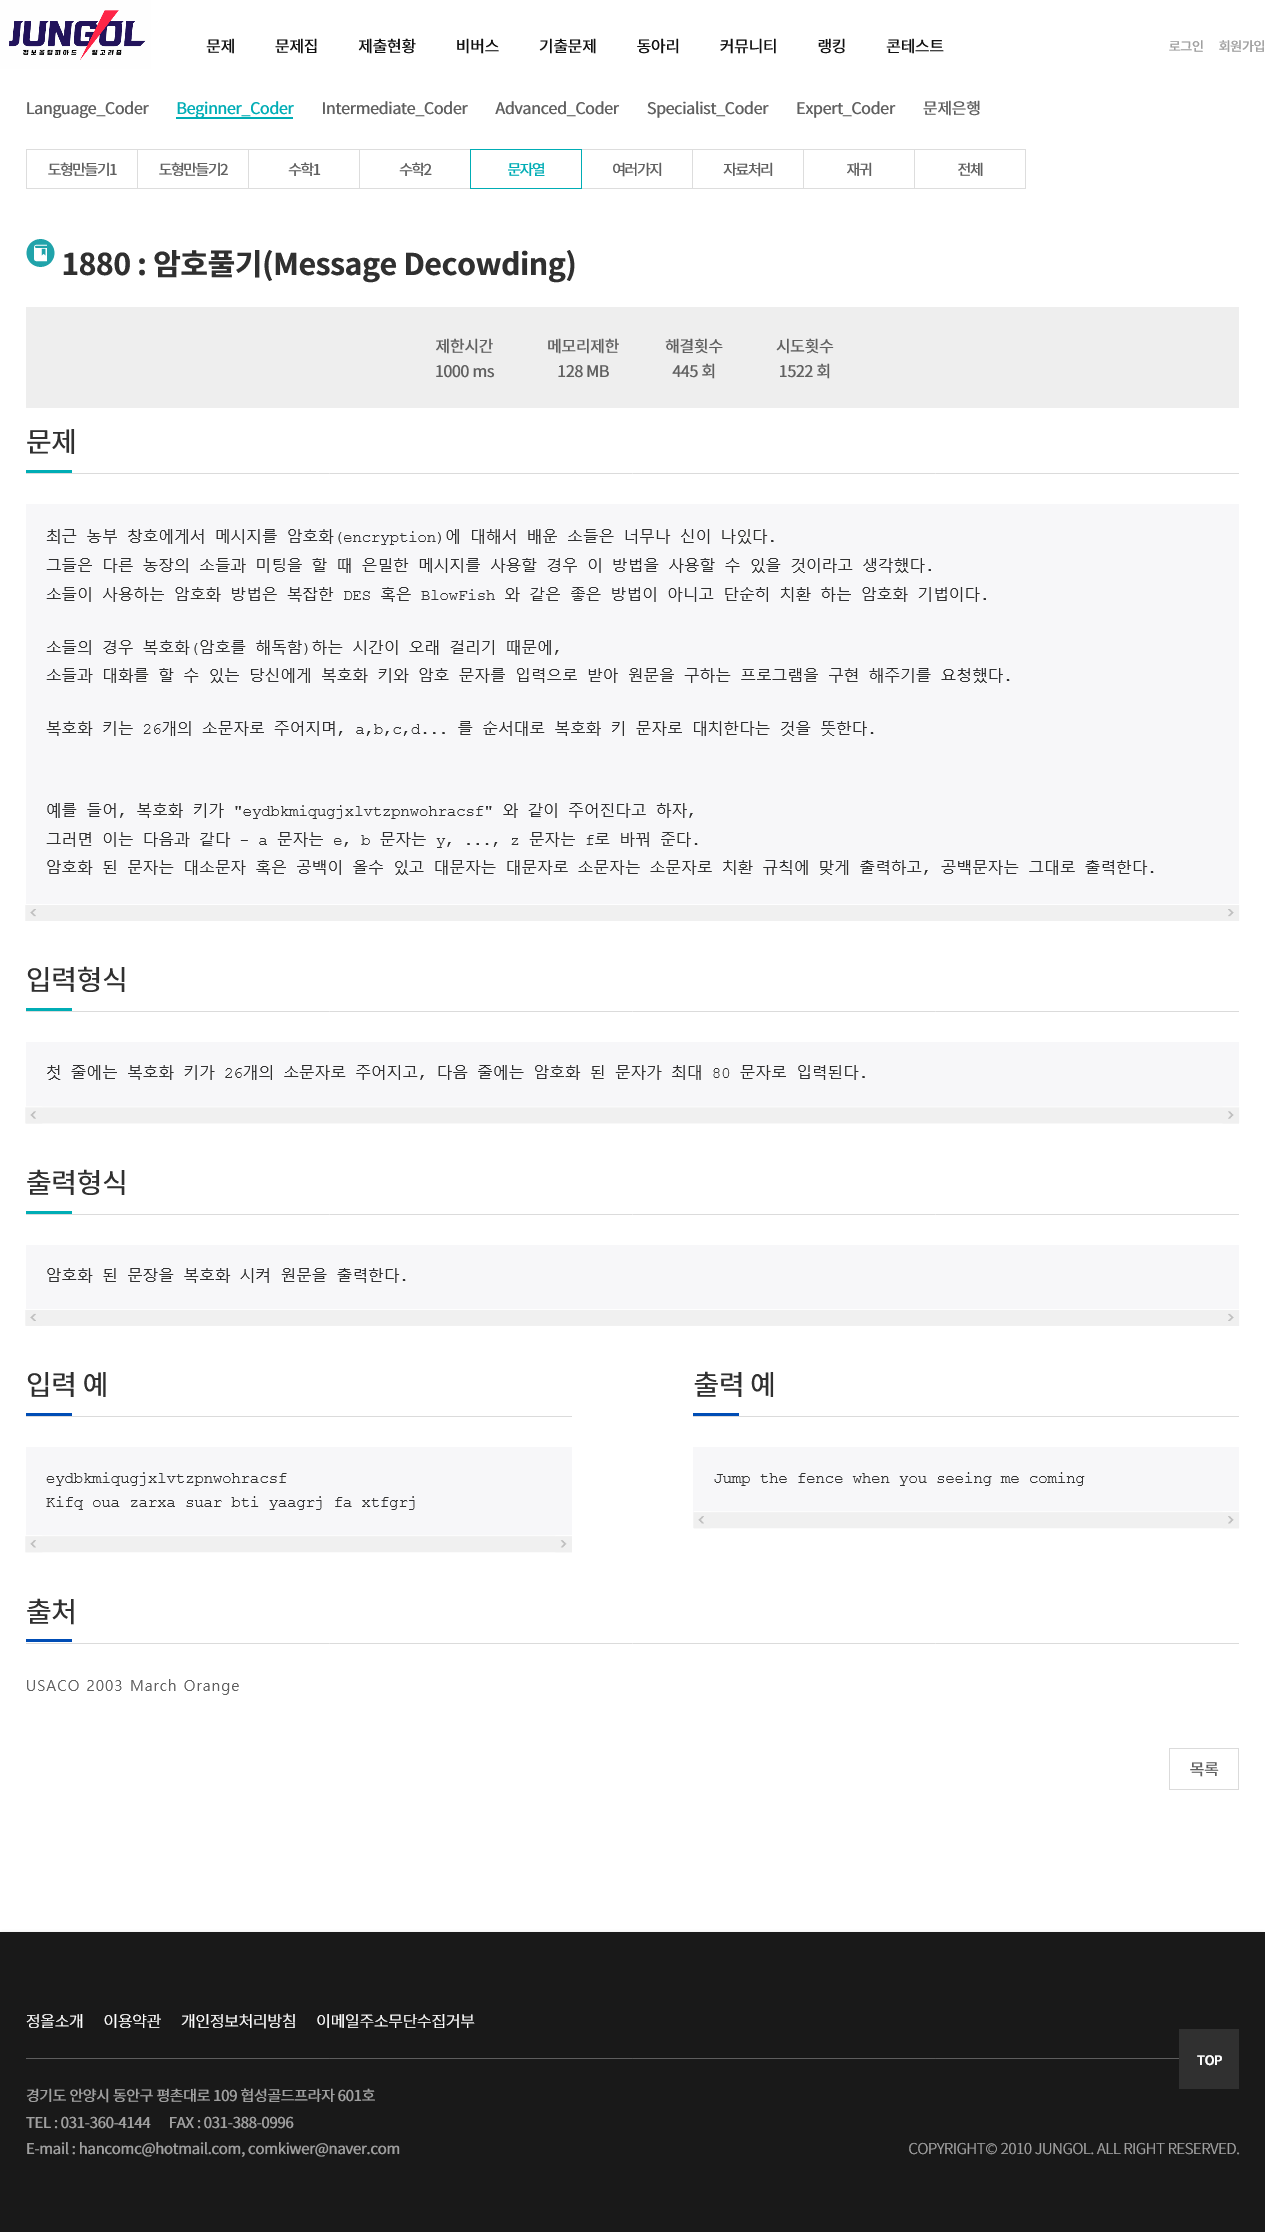 JUNGOL
정보올림피아드 알고리즘
문제 문제집 제출현황 비버스 기출문제 동아리 커뮤니티 랭킹 콘테스트 로그인 회원가입
Language_Coder Beginner_Coder Intermediate_Coder Advanced_Coder Specialist_Coder Expert_Coder 문제은행
도형만들기1 도형만들기2 수학1 수학2 문자열 여러가지 자료처리 재귀 전체
1880 : 암호풀기(Message Decowding)
제한시간 메모리제한 해결횟수 시도횟수
1000 ms 128 MB 445 회 1522 회
문제
최근 농부 창호에게서 메시지를 암호화(encryption)에 대해서 배운 소들은 너무나 신이 나있다.
그들은 다른 농장의 소들과 미팅을 할 때 은밀한 메시지를 사용할 경우 이 방법을 사용할 수 있을 것이라고 생각했다.
소들이 사용하는 암호화 방법은 복잡한 DES 혹은 BlowFish 와 같은 좋은 방법이 아니고 단순히 치환 하는 암호화 기법이다.
소들의 경우 복호화(암호를 해독함)하는 시간이 오래 걸리기 때문에,
소들과 대화를 할 수 있는 당신에게 복호화 키와 암호 문자를 입력으로 받아 원문을 구하는 프로그램을 구현 해주기를 요청했다.
복호화 키는 26개의 소문자로 주어지며, a,b,c,d... 를 순서대로 복호화 키 문자로 대치한다는 것을 뜻한다.
예를 들어, 복호화 키가 "eydbkmiqugjxlvtzpnwohracsf" 와 같이 주어진다고 하자,
그러면 이는 다음과 같다 - a 문자는 e, b 문자는 y, ..., z 문자는 f로 바꿔 준다.
암호화 된 문자는 대소문자 혹은 공백이 올수 있고 대문자는 대문자로 소문자는 소문자로 치환 규칙에 맞게 출력하고, 공백문자는 그대로 출력한다.
입력형식
첫 줄에는 복호화 키가 26개의 소문자로 주어지고, 다음 줄에는 암호화 된 문자가 최대 80 문자로 입력된다.
출력형식
암호화 된 문장을 복호화 시켜 원문을 출력한다.
입력 예
eydbkmiqugjxlvtzpnwohracsf
Kifq oua zarxa suar bti yaagrj fa xtfgrj
출력 예
Jump the fence when you seeing me coming
출처
USACO 2003 March Orange
목록
정올소개 이용약관 개인정보처리방침 이메일주소무단수집거부
TOP
경기도 안양시 동안구 평촌대로 109 협성골드프라자 601호
TEL : 031-360-4144 FAX : 031-388-0996
E-mail : hancomc@hotmail.com, comkiwer@naver.com
COPYRIGHT© 2010 JUNGOL. ALL RIGHT RESERVED.